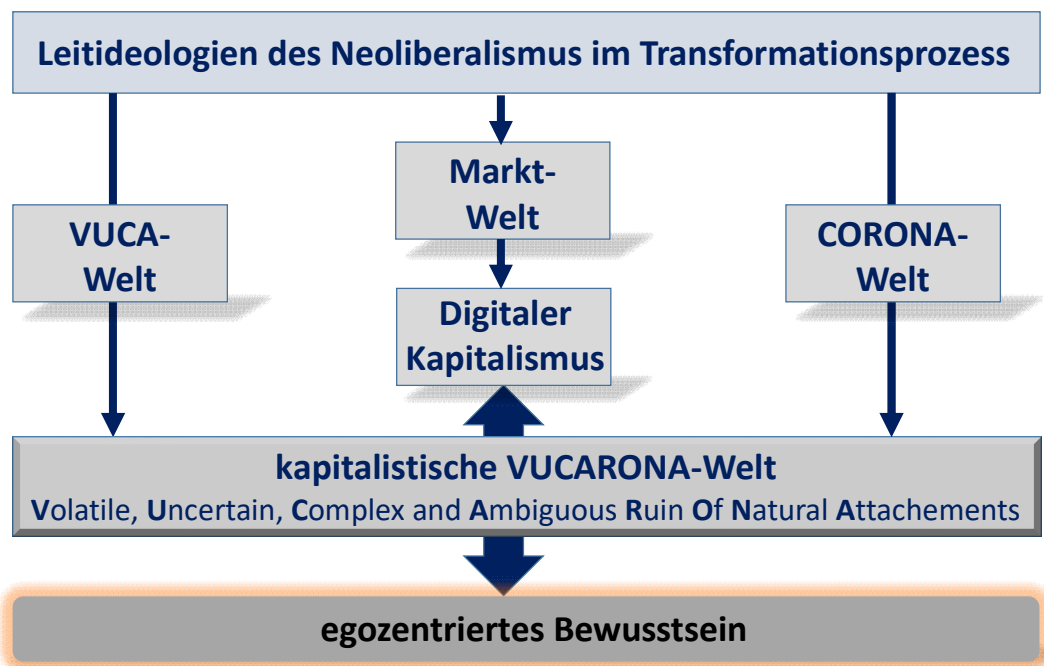 Leitideologien des Neoliberalismus im Transformationsprozess
Markt-
Welt
VUCA-
Welt
CORONA-
Welt
Digitaler
Kapitalismus
kapitalistische VUCARONA-Welt
Volatile, Uncertain, Complex and Ambiguous Ruin Of Natural Attachements
egozentriertes Bewusstsein